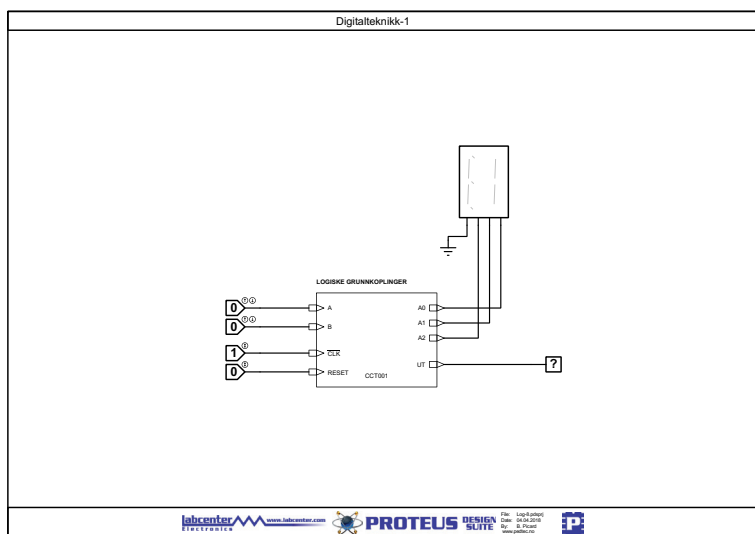 Digitalteknikk-1
LOGISKE GRUNNKOPLINGER
0 A A0
0 B A1
A2
1 CLK
UT ?
0 RESET CCT001
labcenter www.labcenter.com
Electronics
PROTEUS DESIGN SUITE
File: Log-8.pdsprj
Date: 04.04.2018
By: B. Picard
www.pedtec.no
P